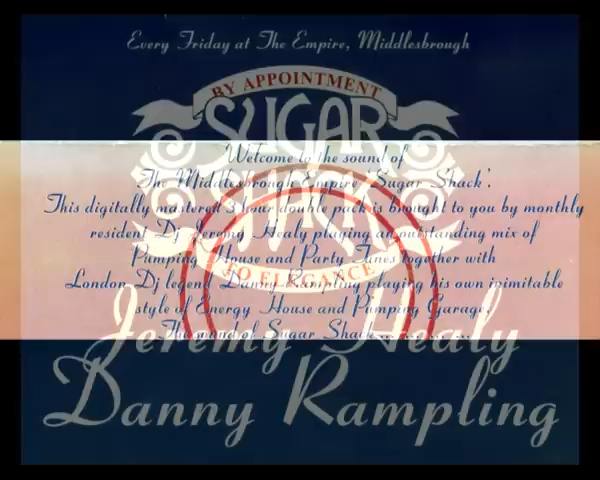 Every Friday at The Empire, Middlesbrough
BY APPOINTMENT
SUGAR
SHACK
TO ELEGANCE
Welcome to the sound of
The Middlesbrough Empire 'Sugar Shack'.
This digitally mastered 3 hour double pack is brought to you by monthly
resident Dj Jeremy Healy playing an outstanding mix of
Pumping House and Party Tunes together with
London Dj legend Danny Rampling playing his own inimitable
style of Energy House and Pumping Garage,
The sound of Sugar Shack... ... ... ...
Jeremy Healy
Danny Rampling